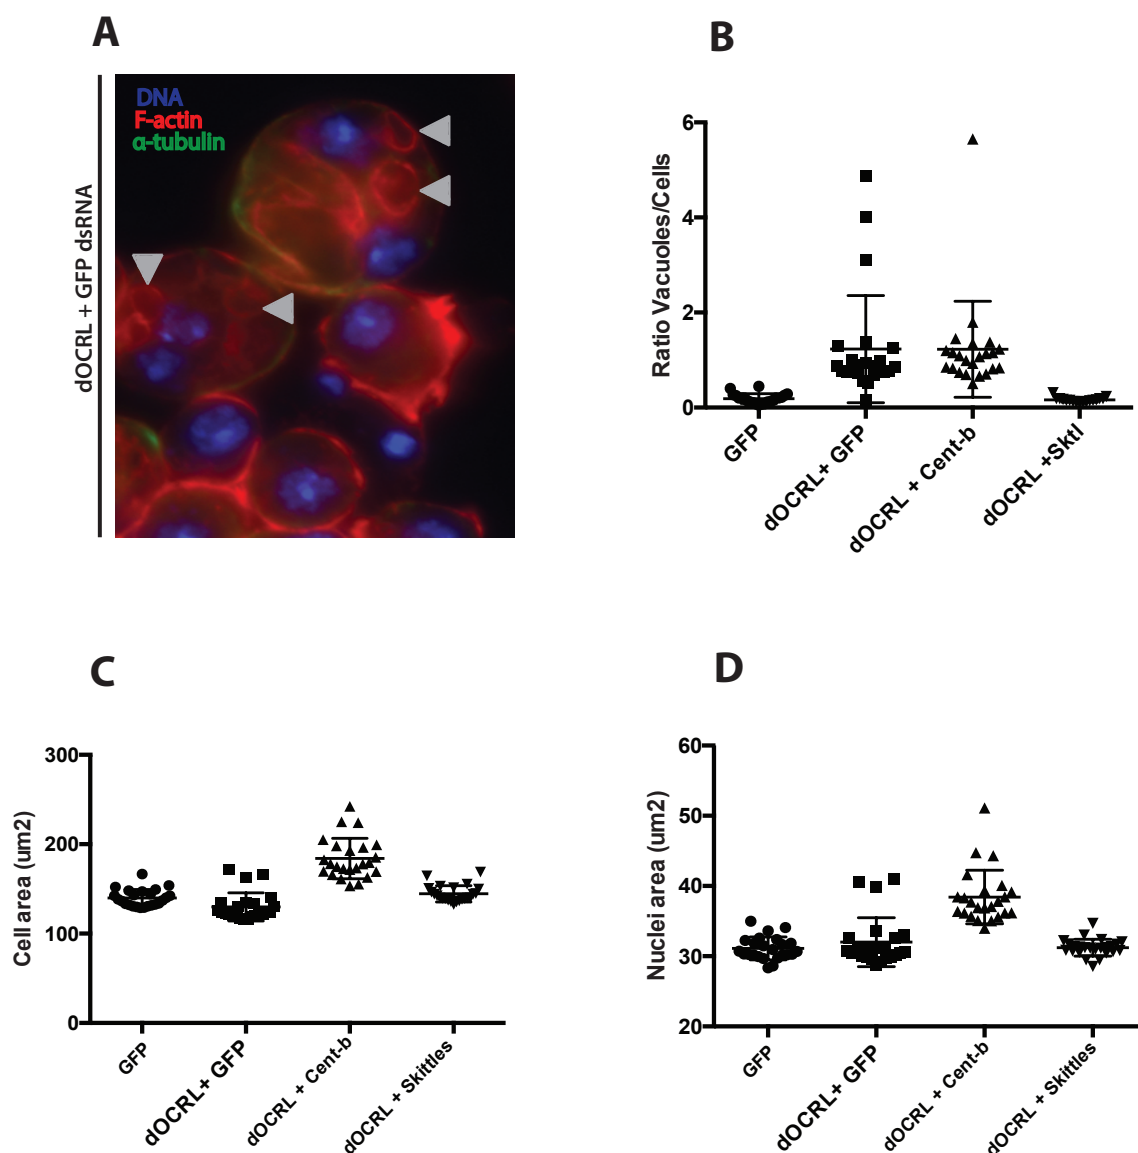 A
dOCRL + GFP dsRNA
DNA
F-actin
α-tubulin
B
Ratio Vacuoles/Cells
6
4
2
0
GFP
dOCRL+ GFP
dOCRL + Cent-b
dOCRL +Sktl
C
Cell area (um2)
300
200
100
0
GFP
dOCRL+ GFP
dOCRL + Cent-b
dOCRL + Skittles
D
Nuclei area (um2)
60
50
40
30
20
GFP
dOCRL+ GFP
dOCRL + Cent-b
dOCRL + Skittles